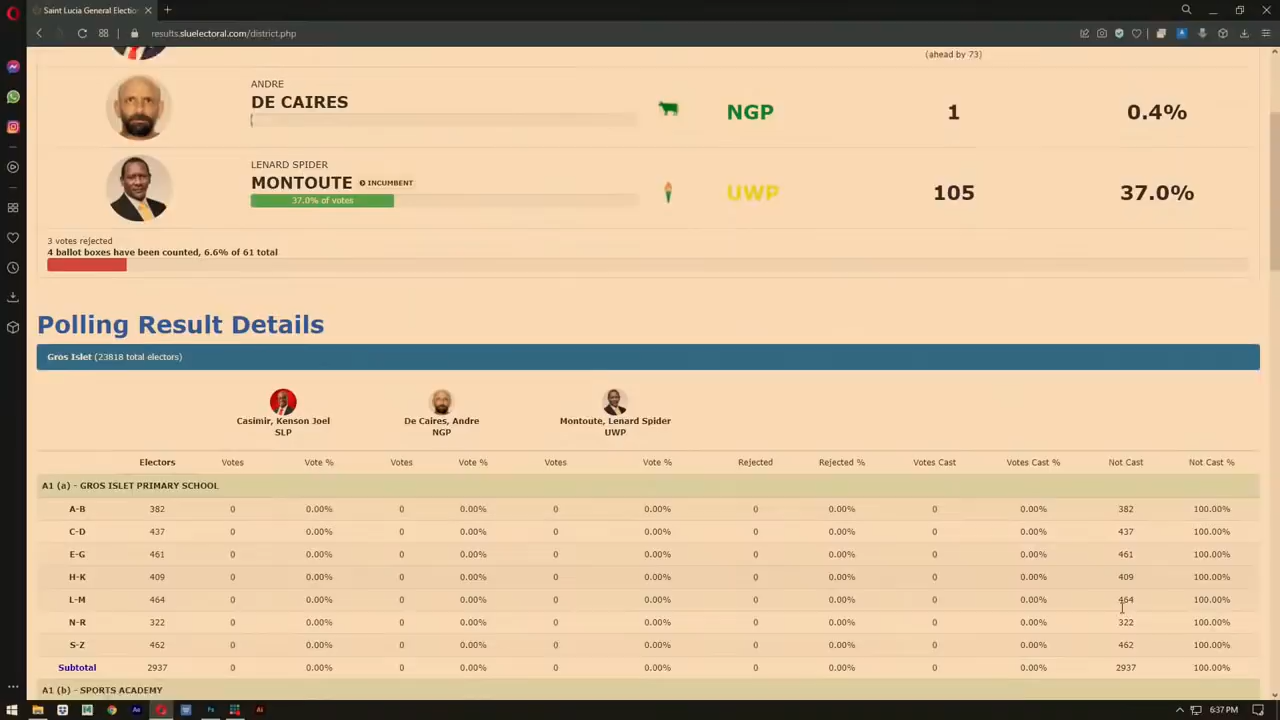 Saint Lucia General Electio
results.sluelectoral.com/district.php
(ahead by 73)
ANDRE
DE CAIRES
NGP
1
0.4%
LENARD SPIDER
MONTOUTE
INCUMBENT
37.0% of votes
UWP
105
37.0%
3 votes rejected
4 ballot boxes have been counted, 6.6% of 61 total
Polling Result Details
Gros Islet (23818 total electors)
Casimir, Kenson Joel
SLP
De Caires, Andre
NGP
Montoute, Lenard Spider
UWP
Electors Votes Vote % Votes Vote % Votes Vote % Rejected Rejected % Votes Cast Votes Cast % Not Cast Not Cast %
A1 (a) - GROS ISLET PRIMARY SCHOOL
A-B 382 0 0.00% 0 0.00% 0 0.00% 0 0.00% 0 0.00% 382 100.00%
C-D 437 0 0.00% 0 0.00% 0 0.00% 0 0.00% 0 0.00% 437 100.00%
E-G 461 0 0.00% 0 0.00% 0 0.00% 0 0.00% 0 0.00% 461 100.00%
H-K 409 0 0.00% 0 0.00% 0 0.00% 0 0.00% 0 0.00% 409 100.00%
L-M 464 0 0.00% 0 0.00% 0 0.00% 0 0.00% 0 0.00% 464 100.00%
N-R 322 0 0.00% 0 0.00% 0 0.00% 0 0.00% 0 0.00% 322 100.00%
S-Z 462 0 0.00% 0 0.00% 0 0.00% 0 0.00% 0 0.00% 462 100.00%
Subtotal 2937 0 0.00% 0 0.00% 0 0.00% 0 0.00% 0 0.00% 2937 100.00%
A1 (b) - SPORTS ACADEMY
Ae
Ps
Ai
6:37 PM